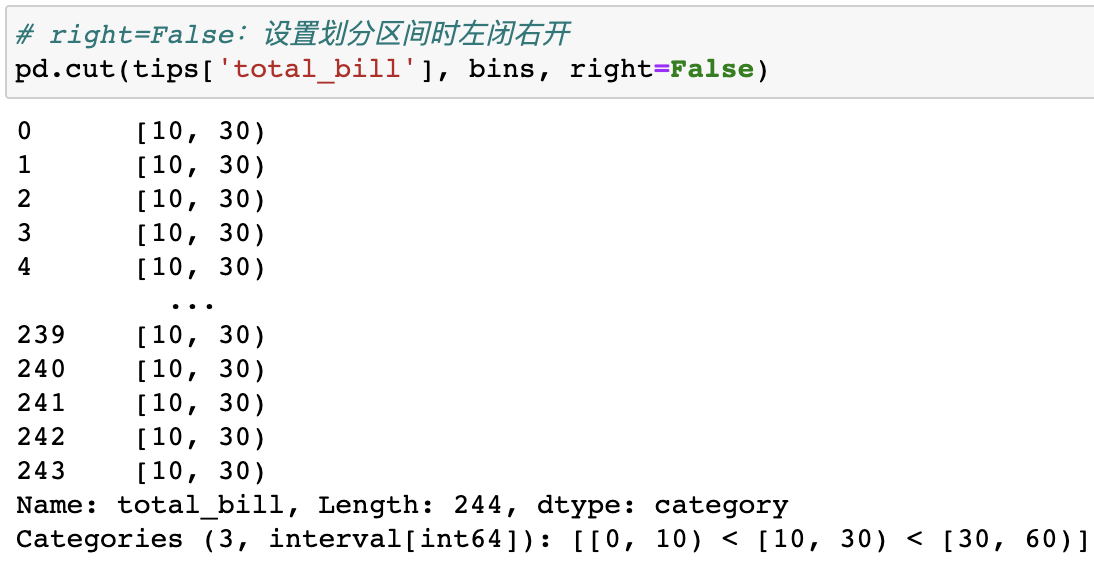 # right=False：设置划分区间时左闭右开
pd.cut(tips['total_bill'], bins, right=False)
0       [10, 30)
1       [10, 30)
2       [10, 30)
3       [10, 30)
4       [10, 30)
          ...
239     [10, 30)
240     [10, 30)
241     [10, 30)
242     [10, 30)
243     [10, 30)
Name: total_bill, Length: 244, dtype: category
Categories (3, interval[int64]): [[0, 10) < [10, 30) < [30, 60)]